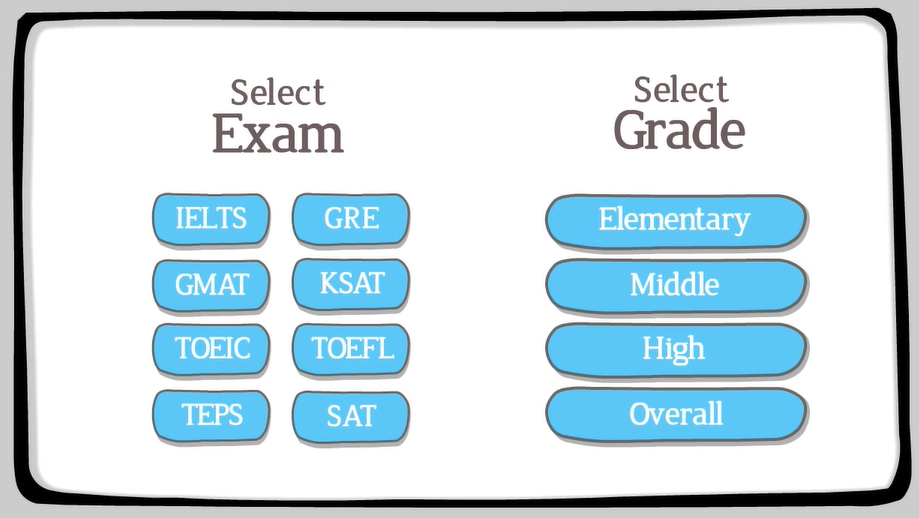 Select
Exam
IELTS
GRE
GMAT
KSAT
TOEIC
TOEFL
TEPS
SAT
Select
Grade
Elementary
Middle
High
Overall